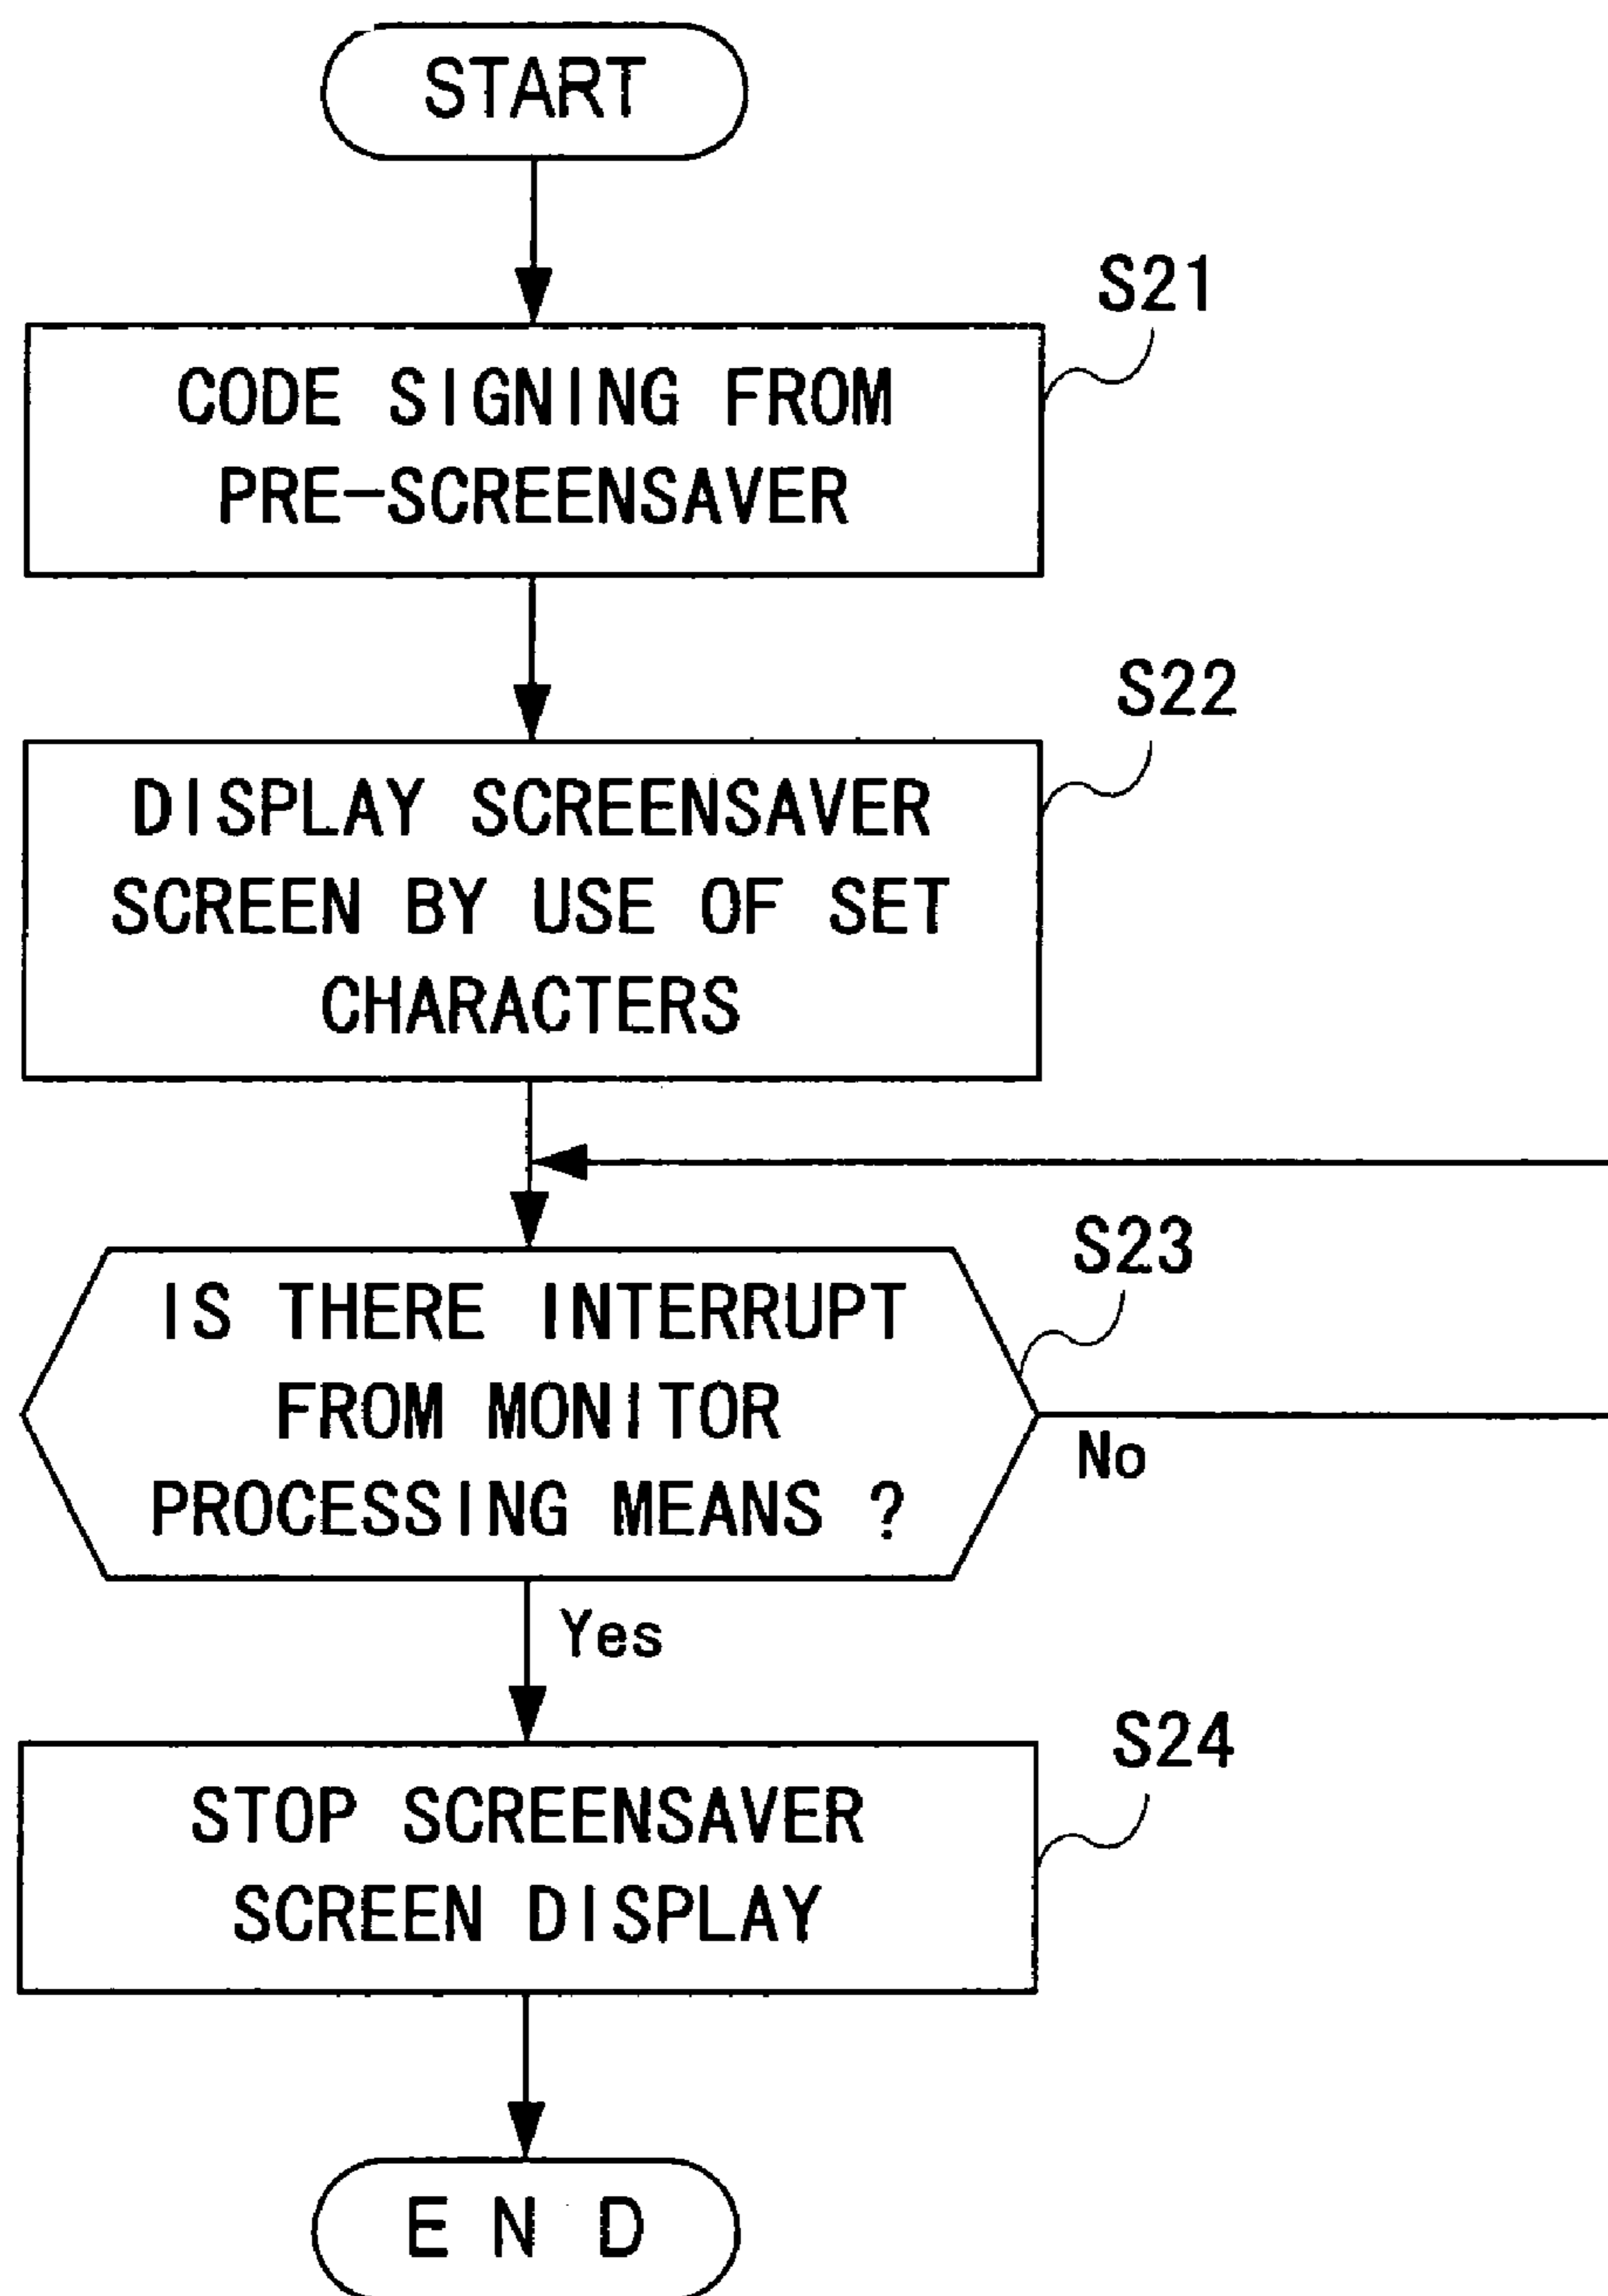 START
S21
CODE SIGNING FROM
PRE-SCREENSAVER
S22
DISPLAY SCREENSAVER
SCREEN BY USE OF SET
CHARACTERS
S23
IS THERE INTERRUPT
FROM MONITOR
PROCESSING MEANS ?
No
Yes
S24
STOP SCREENSAVER
SCREEN DISPLAY
E N D